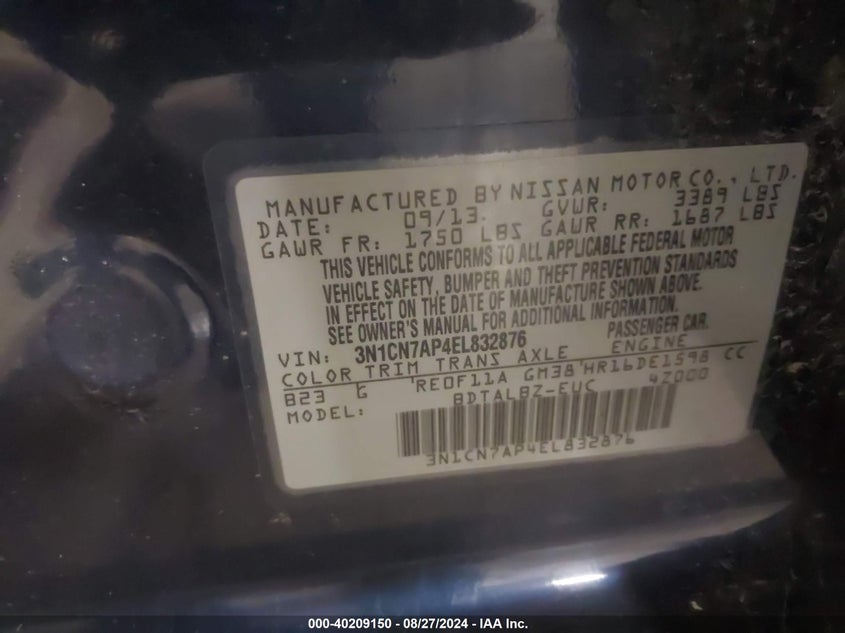 MANUFACTURED BY NISSAN MOTOR CO., LTD.
DATE: 09/13. GVWR: 3389 LBS
GAWR FR: 1750 LBS GAWR RR: 1687 LBS
THIS VEHICLE CONFORMS TO ALL APPLICABLE FEDERAL MOTOR
VEHICLE SAFETY, BUMPER AND THEFT PREVENTION STANDARDS
IN EFFECT ON THE DATE OF MANUFACTURE SHOWN ABOVE.
SEE OWNER'S MANUAL FOR ADDITIONAL INFORMATION.
VIN: 3N1CN7AP4EL832876 PASSENGER CAR.
COLOR TRIM TRANS AXLE ENGINE
B23 G RE0F11A GM38 HR16DE1598 CC
MODEL: BDTALBZ-EUC 4Z000
3N1CN7AP4EL832876
000-40209150 - 08/27/2024 - IAA Inc.